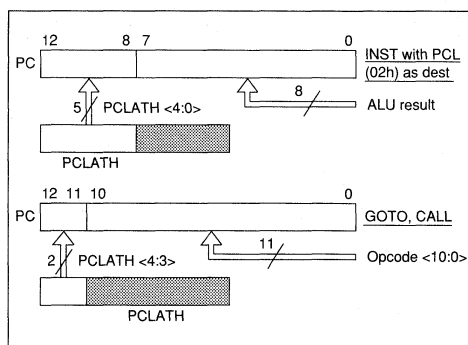 12 8 7 0
PC
INST with PCL
(02h) as dest
5 PCLATH <4:0>
8
ALU result
PCLATH
12 11 10 0
PC
GOTO, CALL
2 PCLATH <4:3>
11
Opcode <10:0>
PCLATH